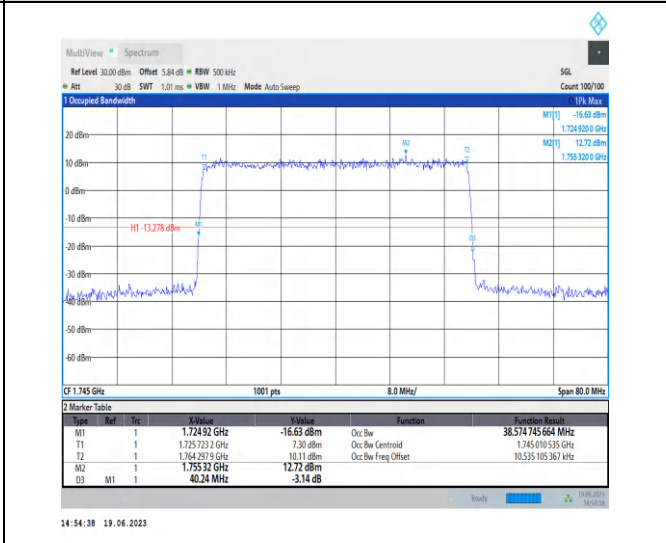 MultiView Spectrum
Ref Level 30.00 dBm Offset 5.84 dB RBW 500 kHz SGL
Att 30 dB SWT 1.01 ms VBW 1 MHz Mode Auto Sweep Count 100/100
1 Occupied Bandwidth 1Pk Max
M1[1] -16.63 dBm
1.724 920 0 GHz
M2[1] 12.72 dBm
1.755 320 0 GHz
20 dBm
M2
T1
T2
10 dBm
0 dBm
-10 dBm
M1
H1 -13.278 dBm
D3
-20 dBm
-30 dBm
-40 dBm
-50 dBm
-60 dBm
CF 1.745 GHz 1001 pts 8.0 MHz/ Span 80.0 MHz
2 Marker Table
Type Ref Trc X-Value Y-Value Function Function Result
M1 1 1.724 92 GHz -16.63 dBm Occ Bw 38.574 745 664 MHz
T1 1 1.725 723 2 GHz 7.30 dBm Occ Bw Centroid 1.745 010 535 GHz
T2 1 1.764 297 9 GHz 10.11 dBm Occ Bw Freq Offset 10.535 105 367 kHz
M2 1 1.755 32 GHz 12.72 dBm
D3 M1 1 40.24 MHz -3.14 dB
Ready 19.06.2023
14:54:38
14:54:38 19.06.2023